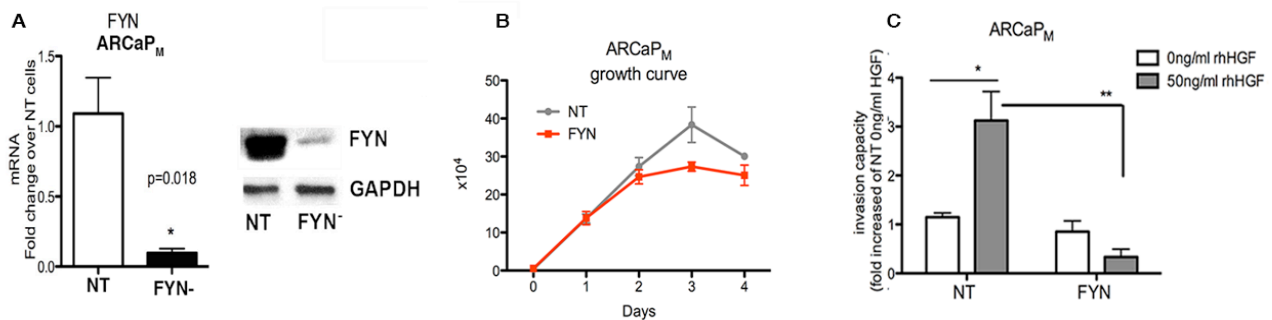 A
FYN
ARCaPM
mRNA
Fold change over NT cells
1.5
1.0
0.5
0.0
p=0.018
*
NT
FYN-
FYN
GAPDH
NT
FYN-
B
ARCaPM
growth curve
NT
FYN
x104
50
40
30
20
10
0
0
1
2
3
4
Days
C
ARCaPM
0ng/ml rhHGF
50ng/ml rhHGF
invasion capacity
(fold increased of NT 0ng/ml HGF)
4
3
2
1
0
*
**
NT
FYN